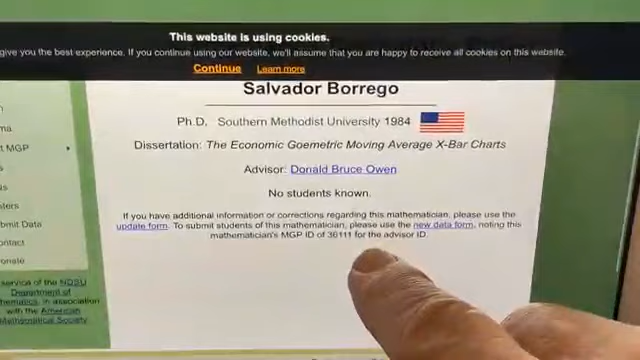 This website is using cookies.
give you the best experience. If you continue using our website, we'll assume that you are happy to receive all cookies on this website.
Continue Learn more
Salvador Borrego
Ph.D. Southern Methodist University 1984
Dissertation: The Economic Goemetric Moving Average X-Bar Charts
Advisor: Donald Bruce Owen
No students known.
If you have additional information or corrections regarding this mathematician, please use the
update form. To submit students of this mathematician, please use the new data form, noting this
mathematician's MGP ID of 36111 for the advisor ID.
t MGP
bmit Data
ontact
service of the NDSU
Department of
thematics, in association
with the American
Mathematical Society.